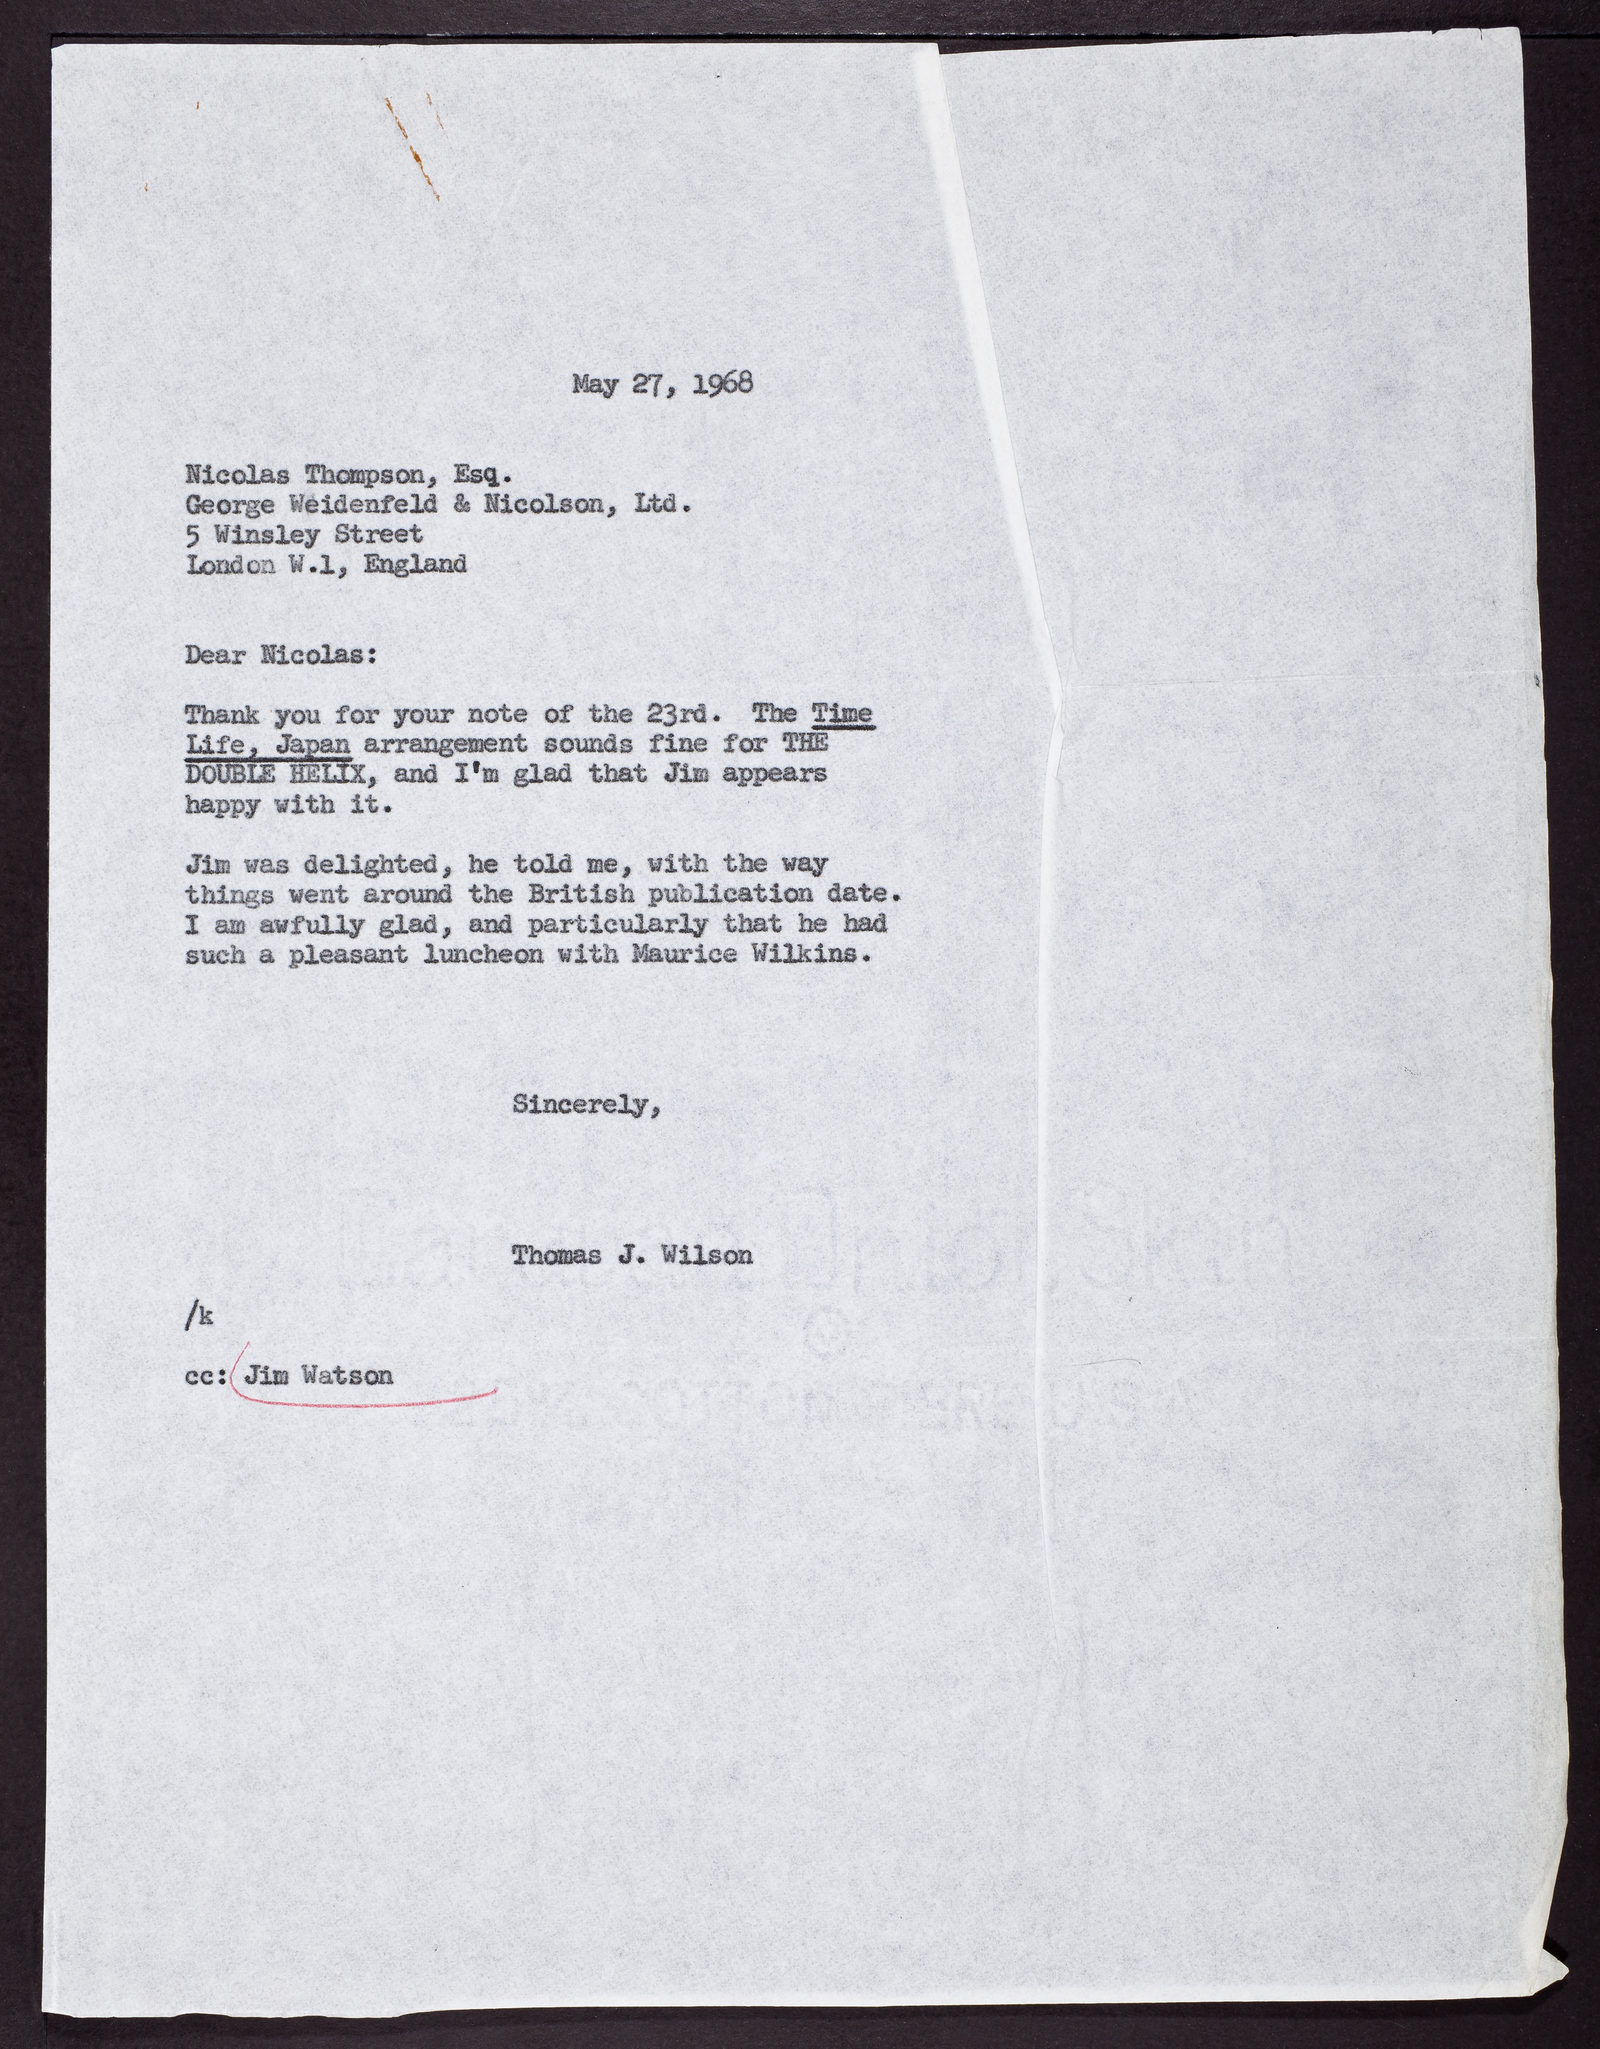 May 27, 1968
Nicolas Thompson, Esq.
George Weidenfeld & Nicolson, Ltd.
5 Winsley Street
London W.1, England
Dear Nicolas:
Thank you for your note of the 23rd. The Time
Life, Japan arrangement sounds fine for THE
DOUBLE HELIX, and I'm glad that Jim appears
happy with it.
Jim was delighted, he told me, with the way
things went around the British publication date.
I am awfully glad, and particularly that he had
such a pleasant luncheon with Maurice Wilkins.
Sincerely,
Thomas J. Wilson
/k
cc: Jim Watson